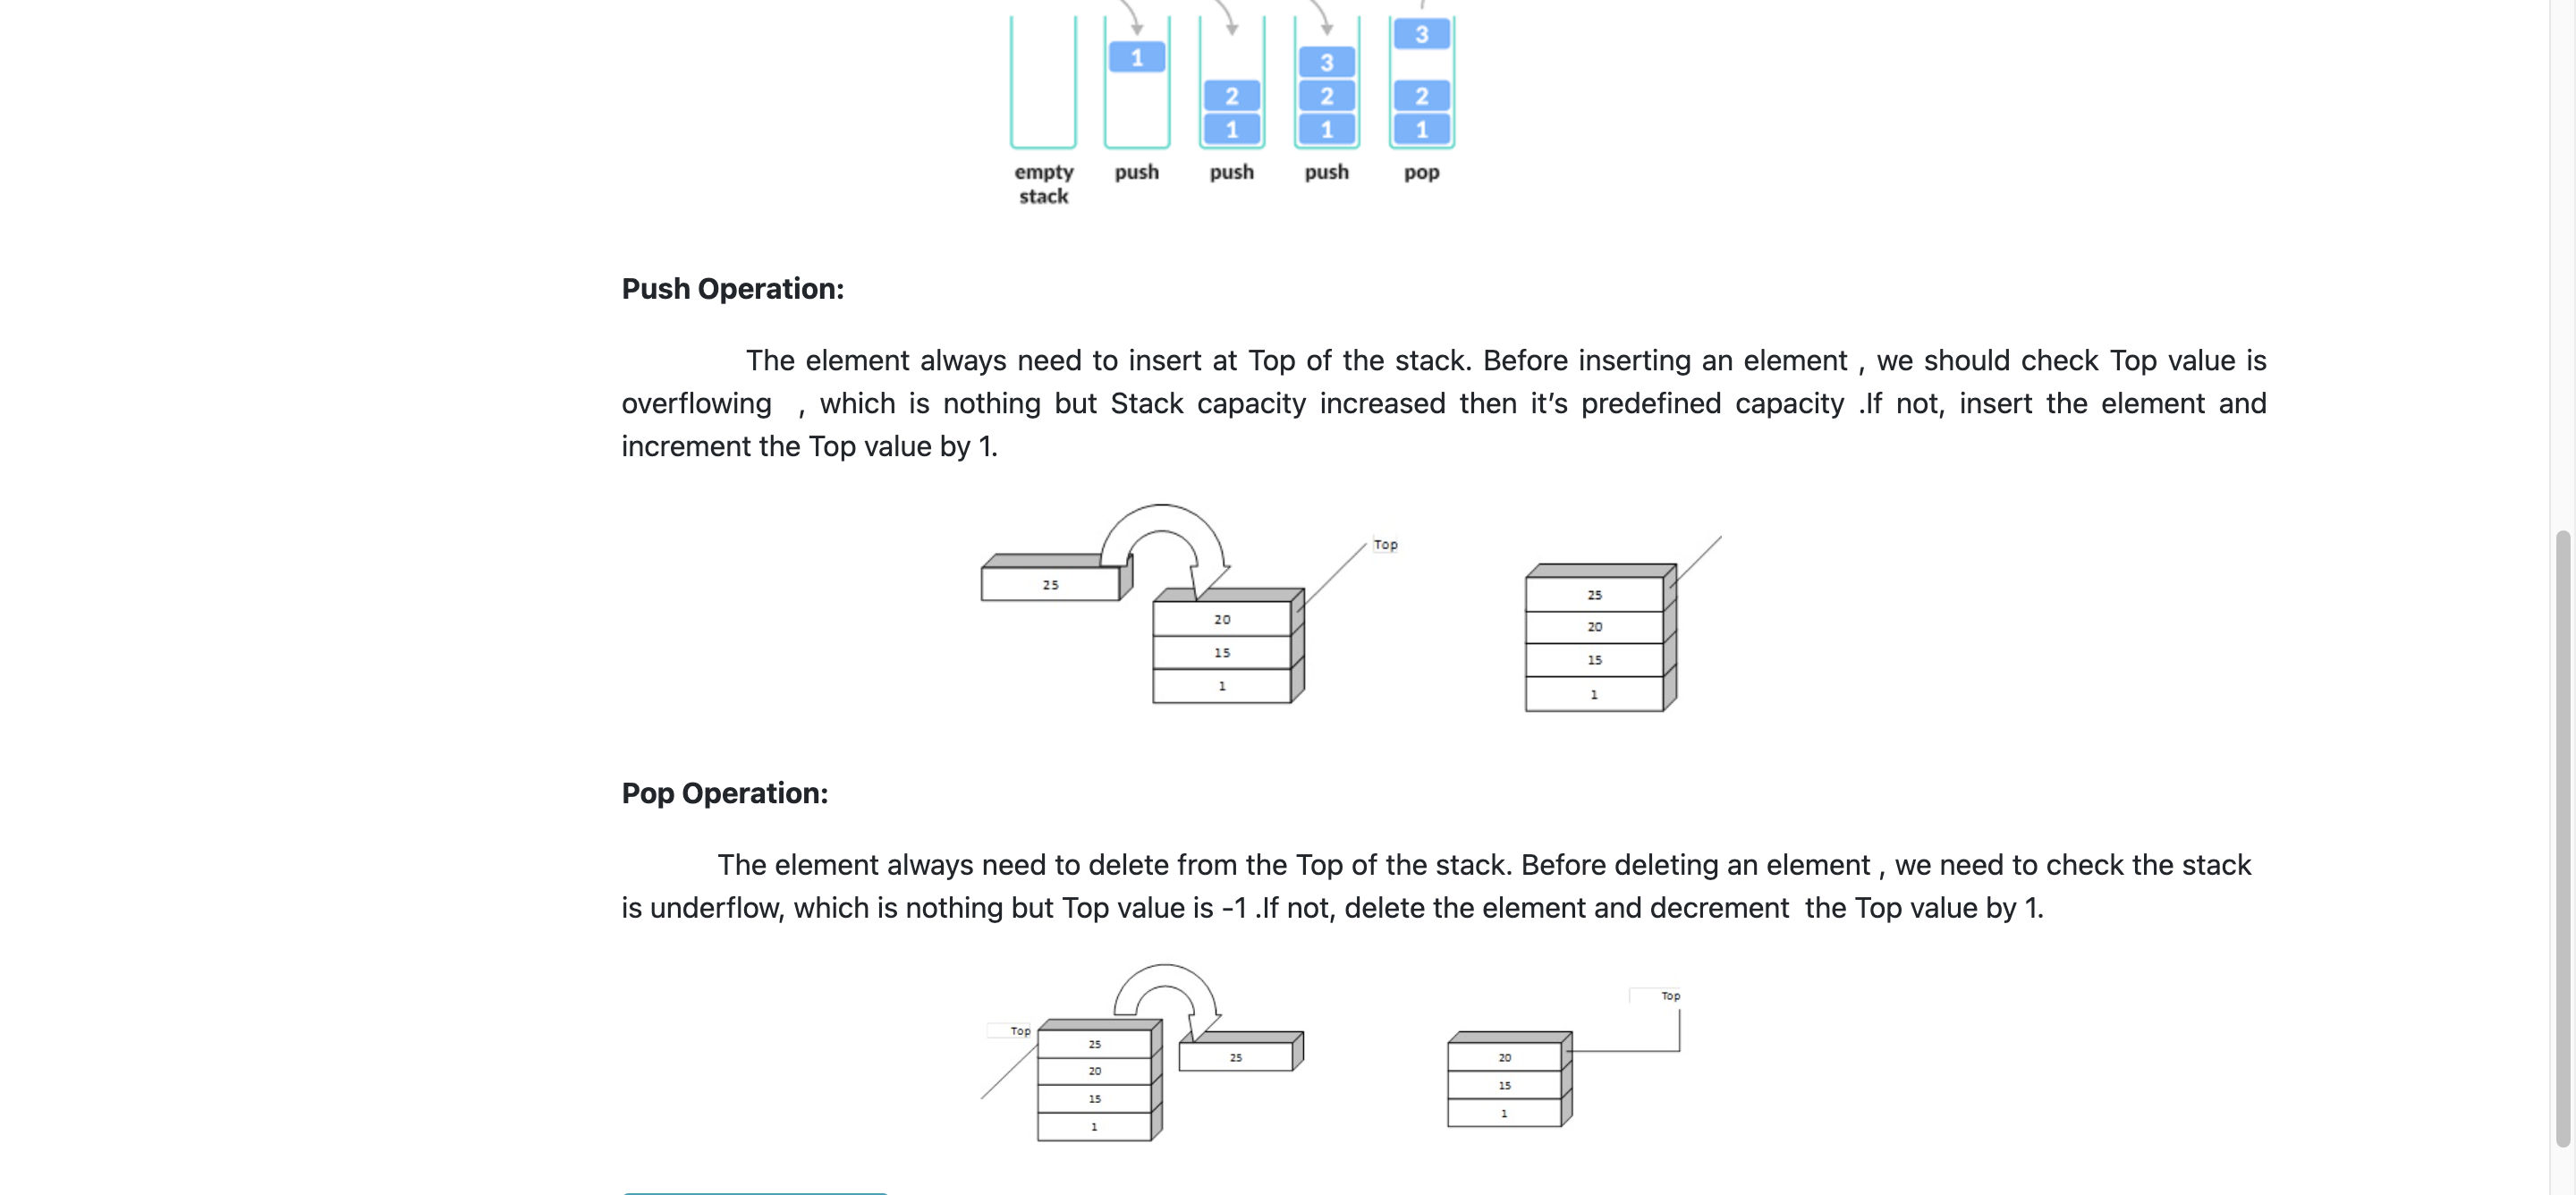 1
2
1
3
2
1
3
2
1
empty
stack
push
push
push
pop
Push Operation:
The element always need to insert at Top of the stack. Before inserting an element , we should check Top value is
overflowing , which is nothing but Stack capacity increased then it’s predefined capacity .If not, insert the element and
increment the Top value by 1.
25
20
15
1
Top
25
20
15
1
Pop Operation:
The element always need to delete from the Top of the stack. Before deleting an element , we need to check the stack
is underflow, which is nothing but Top value is -1 .If not, delete the element and decrement the Top value by 1.
Top
25
20
15
1
25
Top
20
15
1